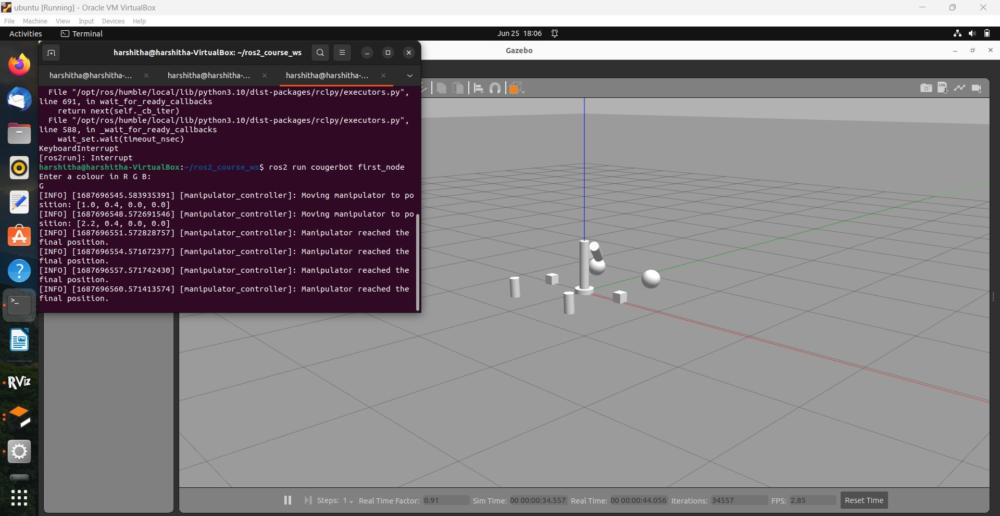 ubuntu [Running] - Oracle VM VirtualBox
File Machine View Input Devices Help
Activities Terminal Jun 25 18:06
harshitha@harshitha-VirtualBox: ~/ros2_course_ws
Gazebo
harshitha@harshitha-... harshitha@harshitha-... harshitha@harshitha-...
File "/opt/ros/humble/local/lib/python3.10/dist-packages/rclpy/executors.py",
line 691, in wait_for_ready_callbacks
return next(self._cb_iter)
File "/opt/ros/humble/local/lib/python3.10/dist-packages/rclpy/executors.py",
line 588, in _wait_for_ready_callbacks
wait_set.wait(timeout_nsec)
KeyboardInterrupt
[ros2run]: Interrupt
harshitha@harshitha-VirtualBox:~/ros2_course_ws$ ros2 run cougerbot first_node
Enter a colour in R G B:
G
[INFO] [1687696545.583935391] [manipulator_controller]: Moving manipulator to po
sition: [1.0, 0.4, 0.0, 0.0]
[INFO] [1687696548.572691546] [manipulator_controller]: Moving manipulator to po
sition: [2.2, 0.4, 0.0, 0.0]
[INFO] [1687696551.572828757] [manipulator_controller]: Manipulator reached the
final position.
[INFO] [1687696554.571672377] [manipulator_controller]: Manipulator reached the
final position.
[INFO] [1687696557.571742430] [manipulator_controller]: Manipulator reached the
final position.
[INFO] [1687696560.571413574] [manipulator_controller]: Manipulator reached the
final position.
LOG
RViz
Steps: 1 Real Time Factor: 0.91 Sim Time: 00 00:00:34.557 Real Time: 00 00:00:44.056 Iterations: 34557 FPS: 2.85 Reset Time